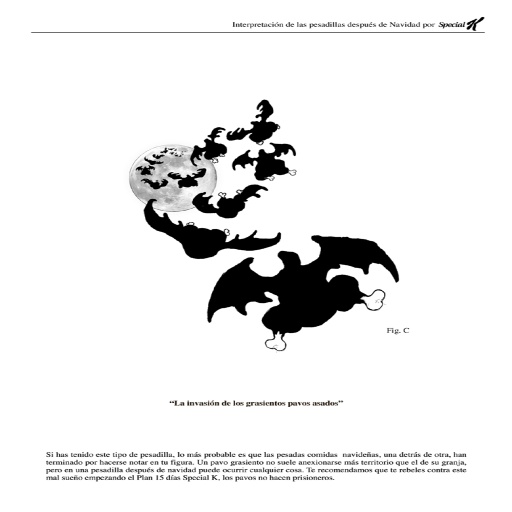 Interpretación de las pesadillas después de Navidad por Special K
Fig. C
“La invasión de los grasientos pavos asados”
Si has tenido este tipo de pesadilla, lo más probable es que las pesadas comidas navideñas, una detrás de otra, han
terminado por hacerse notar en tu figura. Un pavo grasiento no suele anexionarse más territorio que el de su granja,
pero en una pesadilla después de navidad puede ocurrir cualquier cosa. Te recomendamos que te rebeles contra este
mal sueño empezando el Plan 15 días Special K, los pavos no hacen prisioneros.